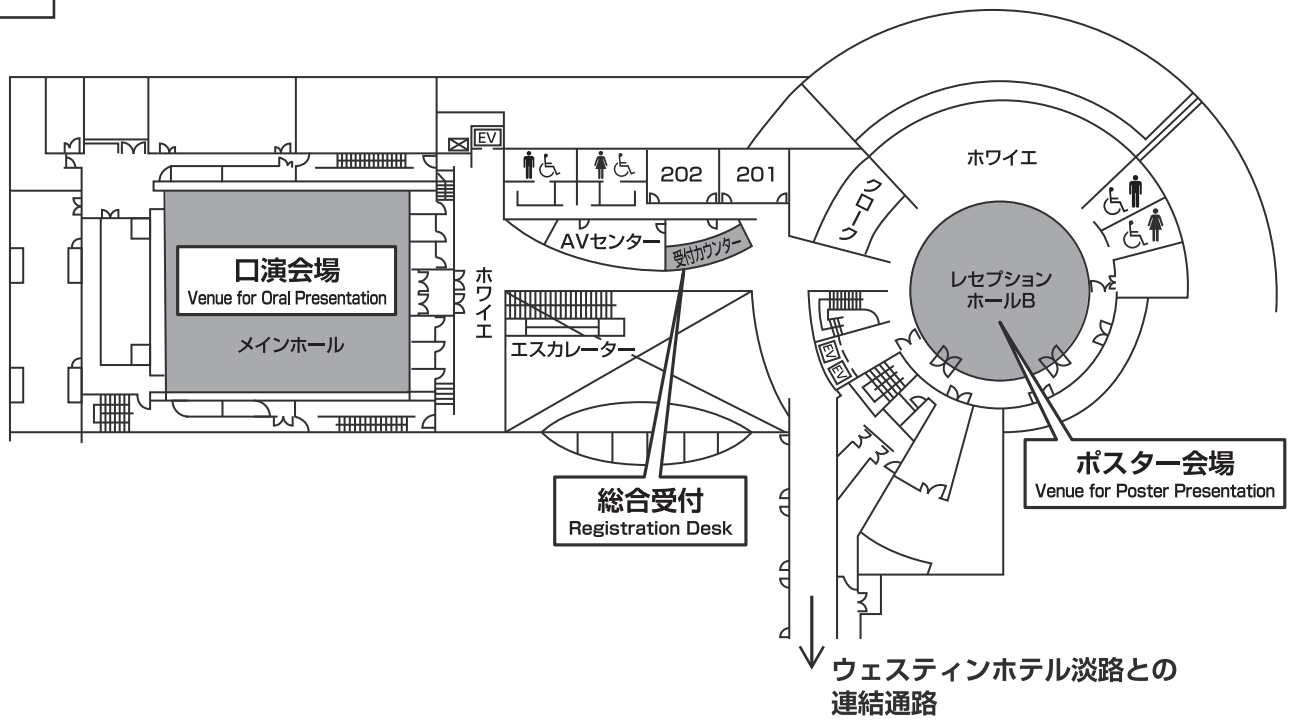 EV
202
201
ホワイエ
クローク
AVセンター
受付カウンター
口演会場
Venue for Oral Presentation
メインホール
ホワイエ
エスカレーター
レセプション
ホールB
EV
EV
総合受付
Registration Desk
ポスター会場
Venue for Poster Presentation
ウェスティンホテル淡路との
連結通路